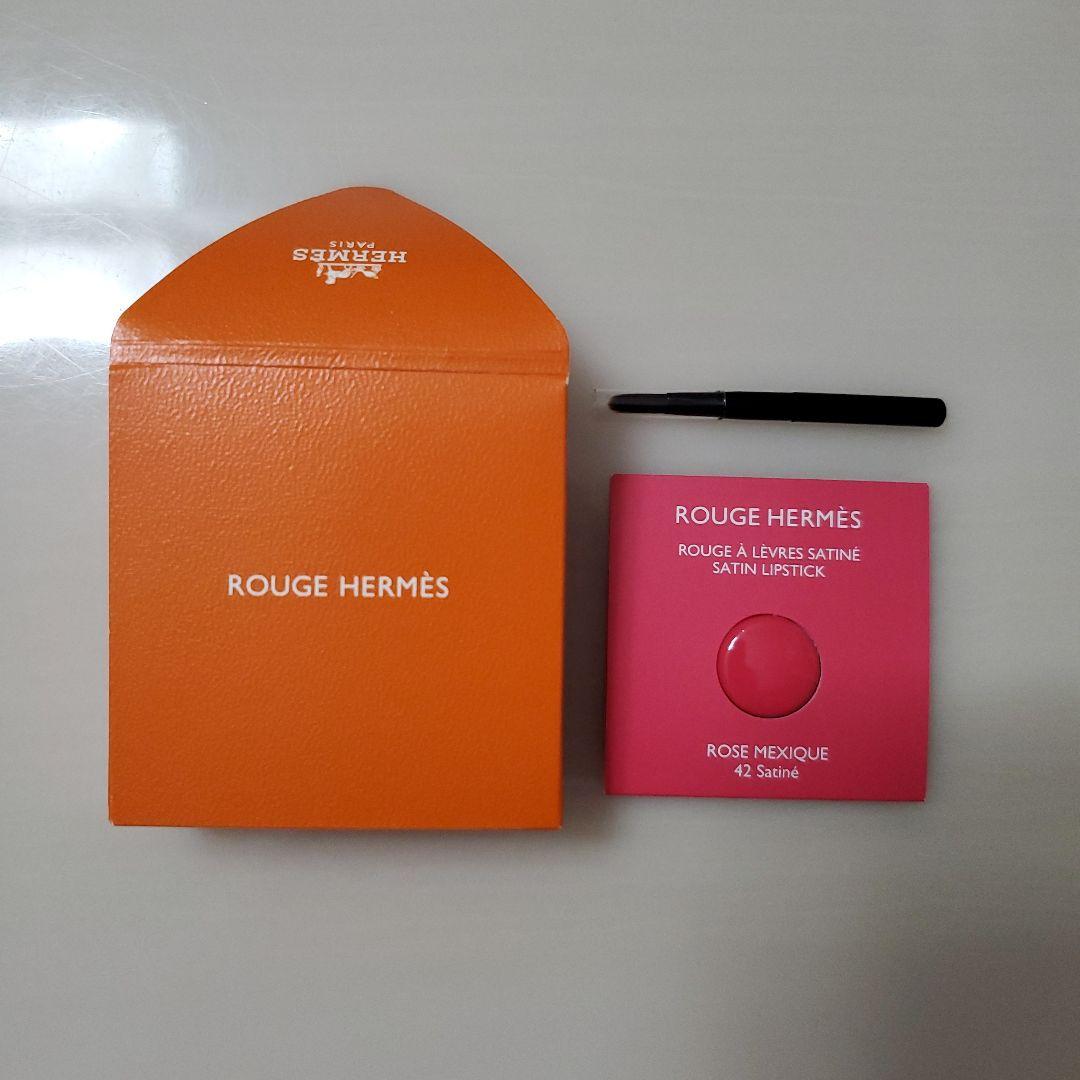 HERMÈS
PARIS
ROUGE HERMÈS
ROUGE HERMÈS
ROUGE À LÈVRES SATINÉ
SATIN LIPSTICK
ROSE MEXIQUE
42 Satiné